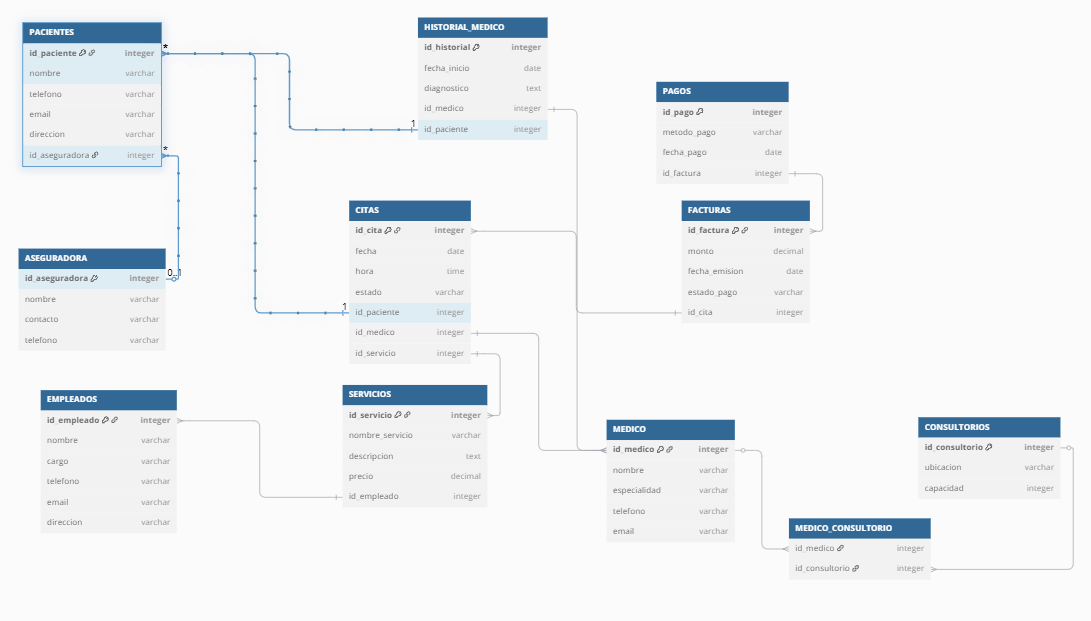 PACIENTES
id_paciente integer
nombre varchar
telefono varchar
email varchar
direccion varchar
id_aseguradora integer
*
*
HISTORIAL_MEDICO
id_historial integer
fecha_inicio date
diagnostico text
id_medico integer
id_paciente integer
1
PAGOS
id_pago integer
metodo_pago varchar
fecha_pago date
id_factura integer
CITAS
id_cita integer
fecha date
hora time
estado varchar
id_paciente integer
id_medico integer
id_servicio integer
1
FACTURAS
id_factura integer
monto decimal
fecha_emision date
estado_pago varchar
id_cita integer
ASEGURADORA
id_aseguradora integer
nombre varchar
contacto varchar
telefono varchar
0..1
EMPLEADOS
id_empleado integer
nombre varchar
cargo varchar
telefono varchar
email varchar
direccion varchar
SERVICIOS
id_servicio integer
nombre_servicio varchar
descripcion text
precio decimal
id_empleado integer
MEDICO
id_medico integer
nombre varchar
especialidad varchar
telefono varchar
email varchar
CONSULTORIOS
id_consultorio integer
ubicacion varchar
capacidad integer
MEDICO_CONSULTORIO
id_medico integer
id_consultorio integer